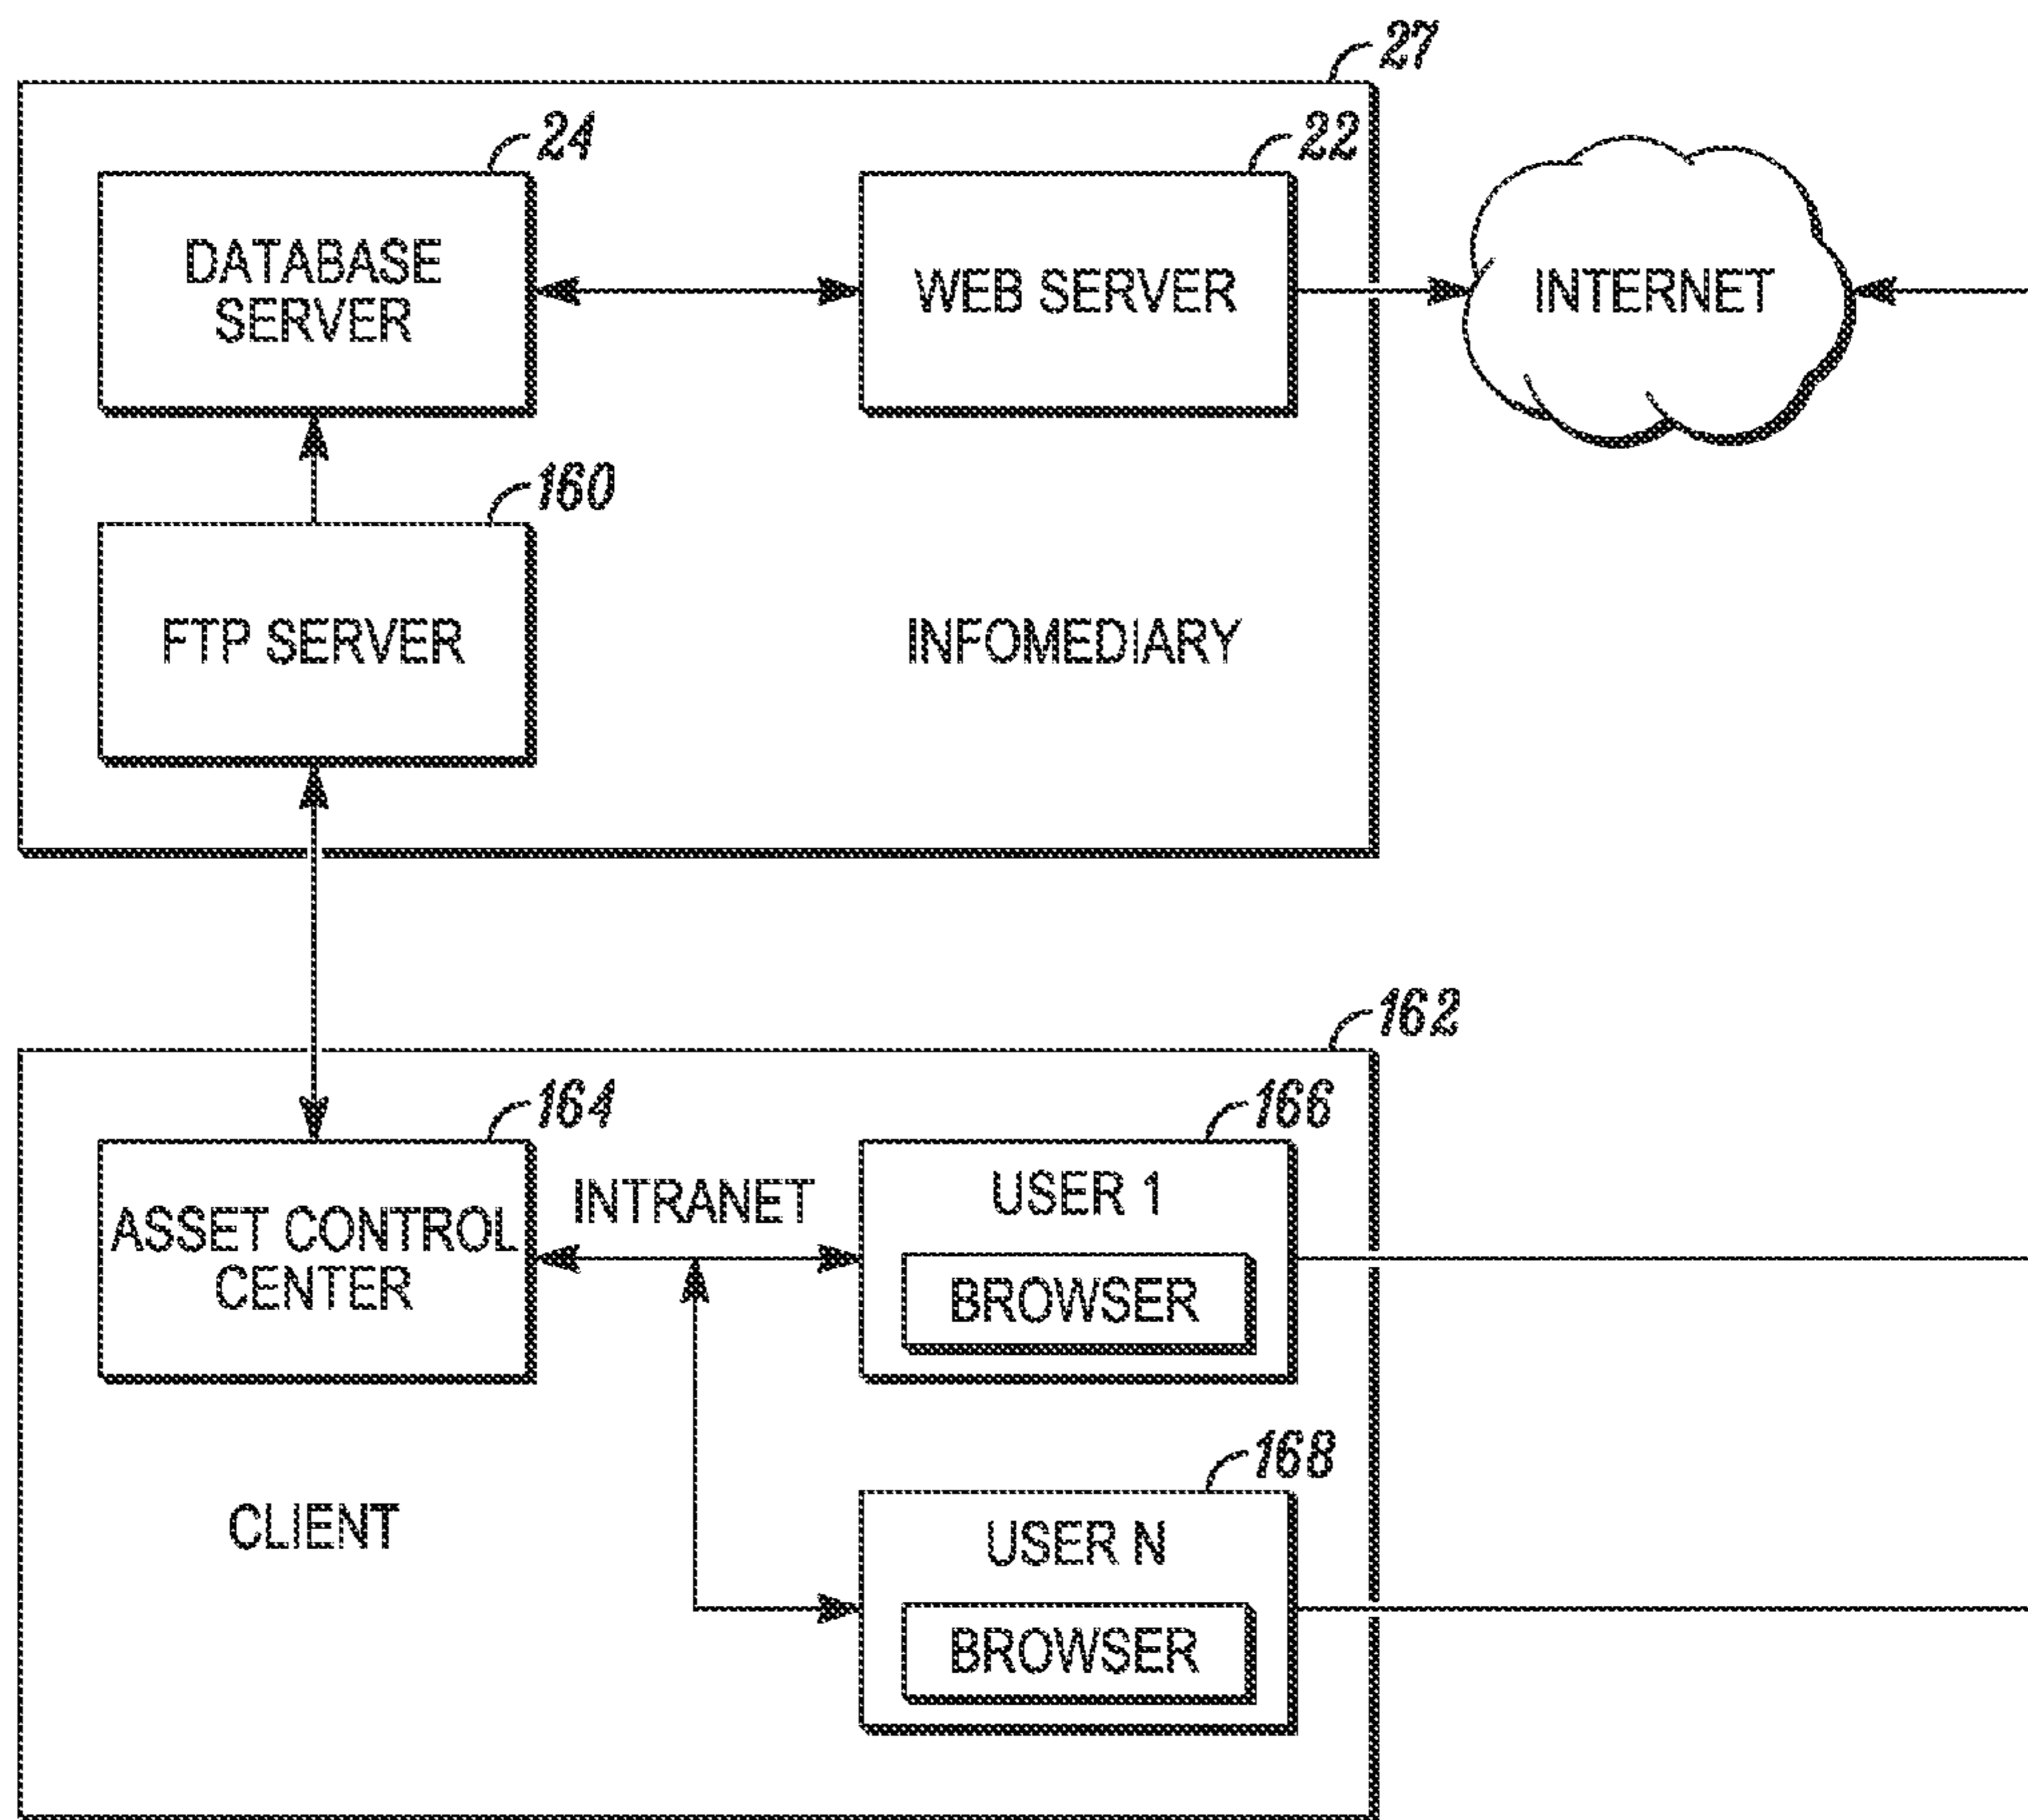 27
24
22
DATABASE
SERVER
WEB SERVER
INTERNET
160
FTP SERVER
INFOMEDIARY
162
164
166
ASSET CONTROL
CENTER
INTRANET
USER 1
BROWSER
168
CLIENT
USER N
BROWSER